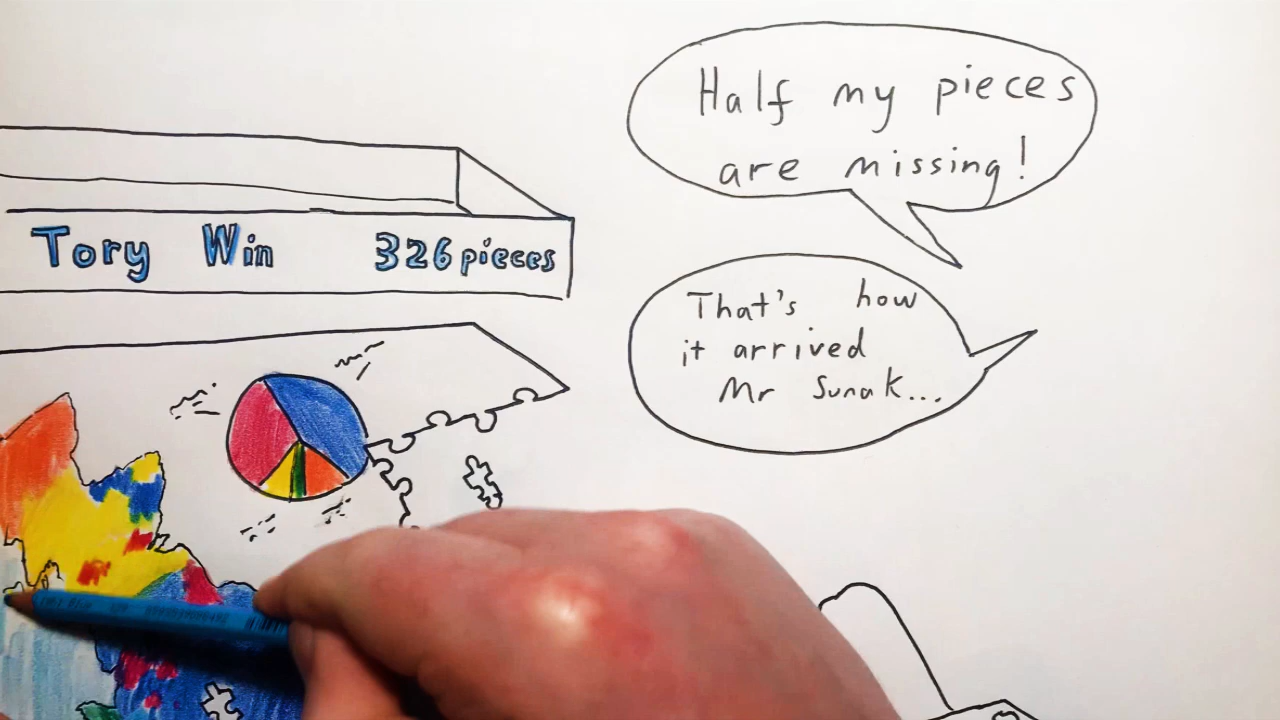 Half my pieces
are missing!
Tory Win 326 pieces
That's how
it arrived
Mr Sunak...